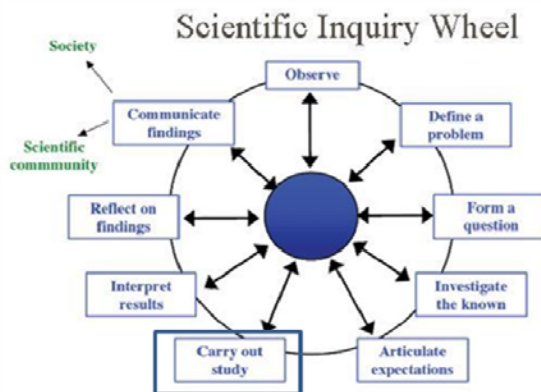 Scientific Inquiry Wheel
Society
Observe
Communicate
findings
Define a
problem
Scientific
commmunity
Reflect on
findings
Form a
question
Interpret
results
Investigate
the known
Carry out
study
Articulate
expectations